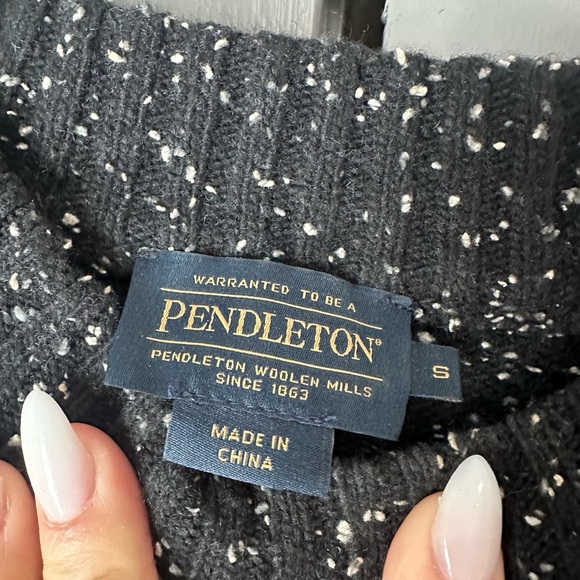 WARRANTED TO BE A
PENDLETON®
PENDLETON WOOLEN MILLS
SINCE 1863
S
MADE IN
CHINA